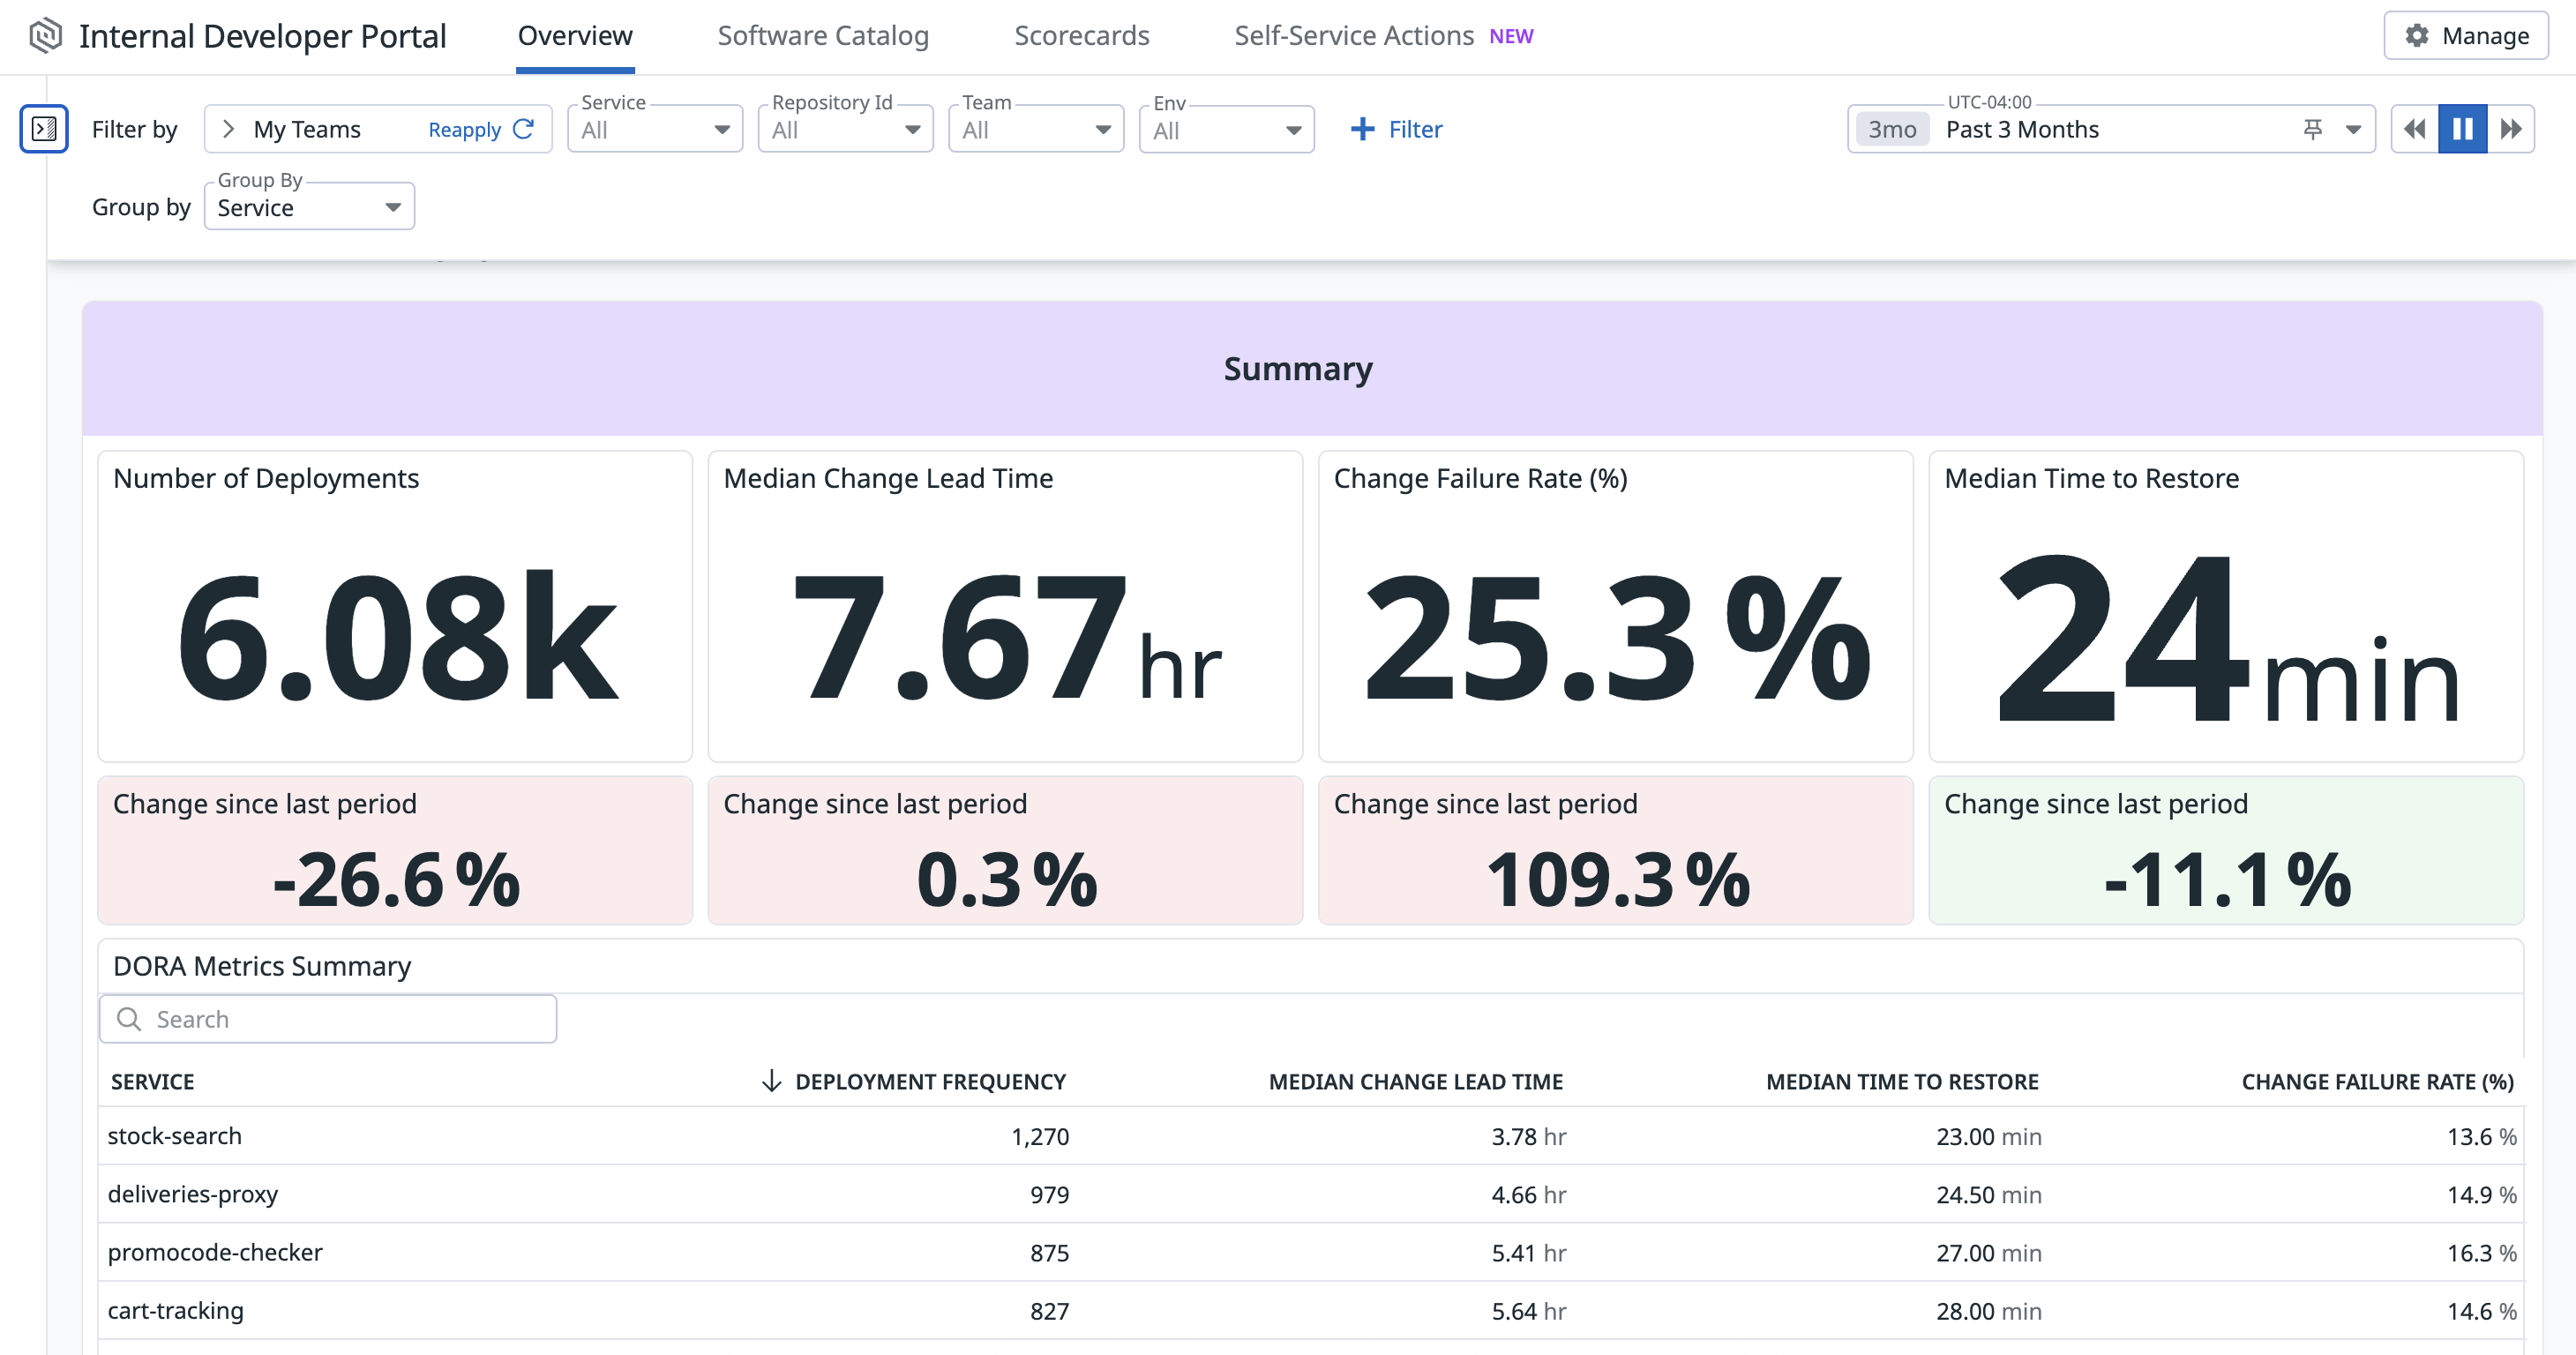 Internal Developer Portal Overview Software Catalog Scorecards Self-Service Actions NEW Manage
Filter by My Teams Reapply Service All Repository Id All Team All Env All + Filter UTC-04:00 3mo Past 3 Months
Group by Group By Service
Summary
Number of Deployments Median Change Lead Time Change Failure Rate (%) Median Time to Restore
6.08k 7.67 hr 25.3 % 24 min
Change since last period Change since last period Change since last period Change since last period
-26.6 % 0.3 % 109.3 % -11.1 %
DORA Metrics Summary
Search
SERVICE DEPLOYMENT FREQUENCY MEDIAN CHANGE LEAD TIME MEDIAN TIME TO RESTORE CHANGE FAILURE RATE (%)
stock-search 1,270 3.78 hr 23.00 min 13.6 %
deliveries-proxy 979 4.66 hr 24.50 min 14.9 %
promocode-checker 875 5.41 hr 27.00 min 16.3 %
cart-tracking 827 5.64 hr 28.00 min 14.6 %